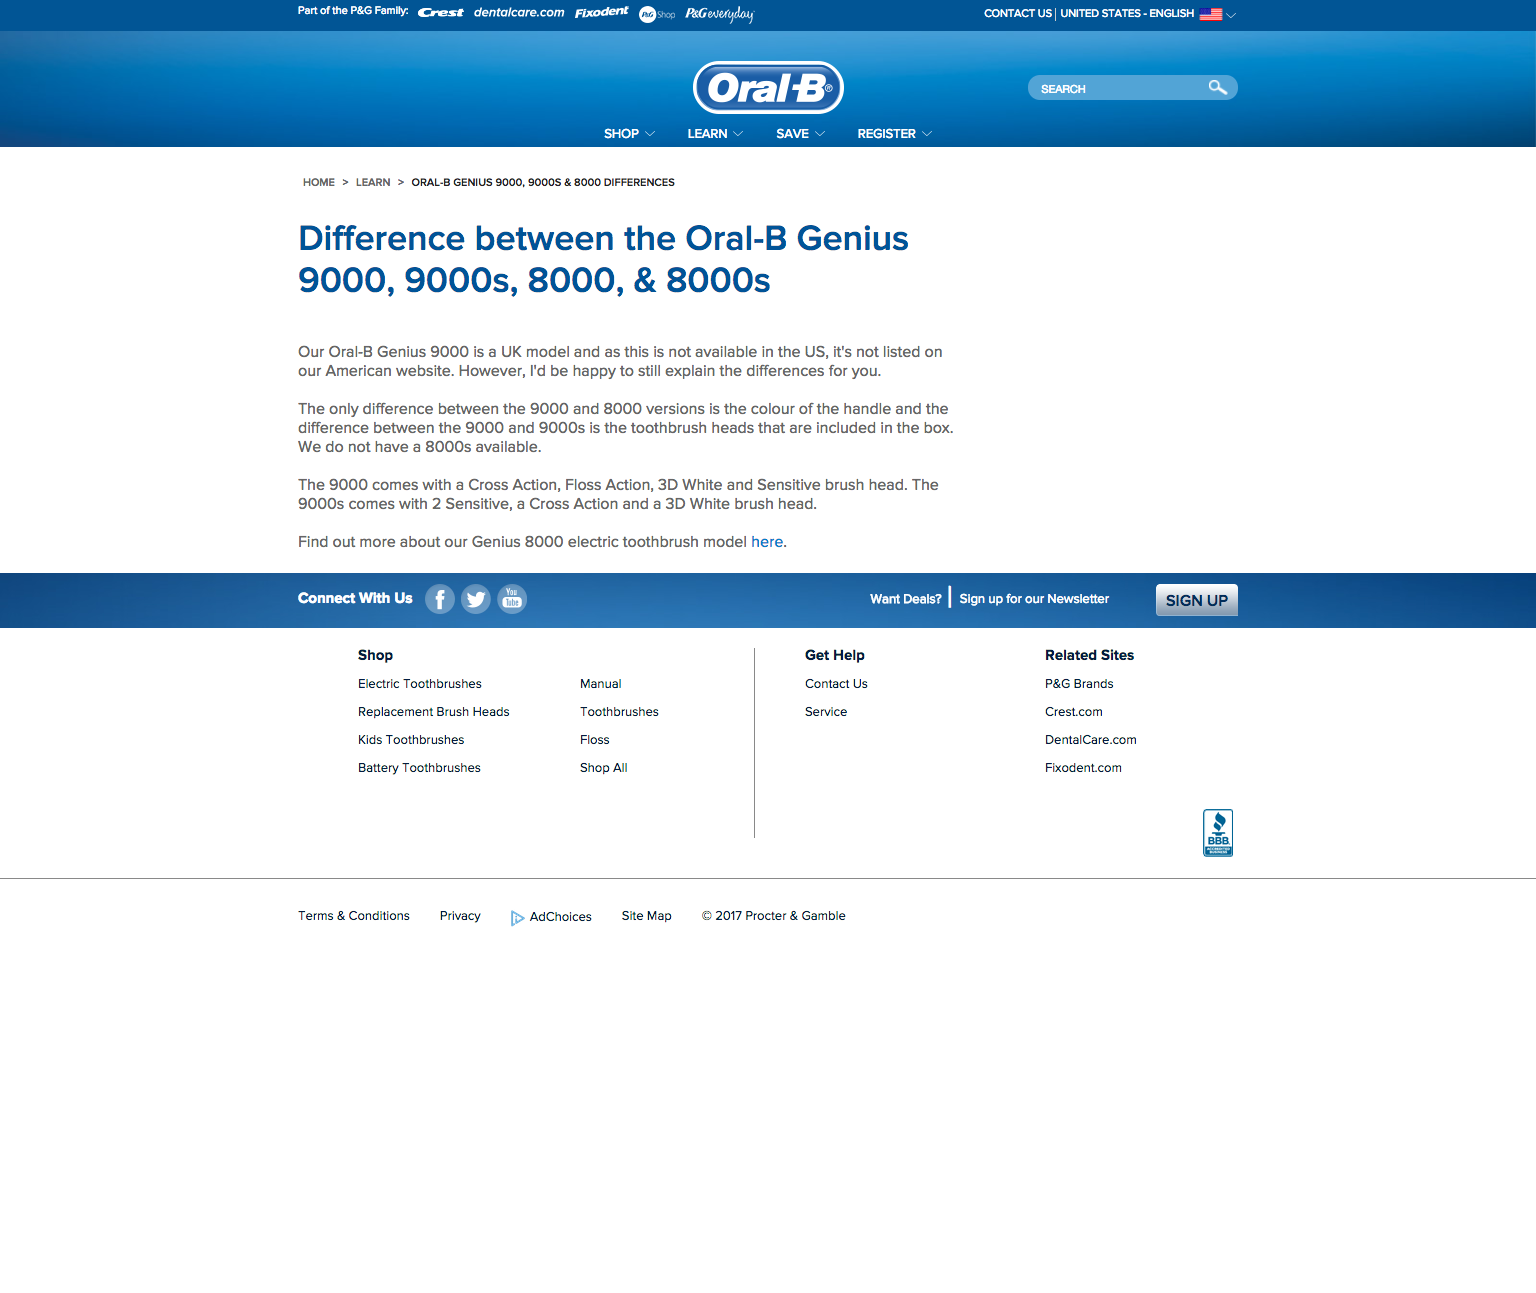 Part of the P&G Family: Crest dentalcare.com Fixodent P&G Shop P&G everyday
CONTACT US | UNITED STATES - ENGLISH
Oral-B®
SEARCH
SHOP LEARN SAVE REGISTER
HOME > LEARN > ORAL-B GENIUS 9000, 9000S & 8000 DIFFERENCES
Difference between the Oral-B Genius
9000, 9000s, 8000, & 8000s
Our Oral-B Genius 9000 is a UK model and as this is not available in the US, it's not listed on
our American website. However, I'd be happy to still explain the differences for you.
The only difference between the 9000 and 8000 versions is the colour of the handle and the
difference between the 9000 and 9000s is the toothbrush heads that are included in the box.
We do not have a 8000s available.
The 9000 comes with a Cross Action, Floss Action, 3D White and Sensitive brush head. The
9000s comes with 2 Sensitive, a Cross Action and a 3D White brush head.
Find out more about our Genius 8000 electric toothbrush model here.
Connect With Us
You
Tube
Want Deals? | Sign up for our Newsletter
SIGN UP
Shop
Electric Toothbrushes
Replacement Brush Heads
Kids Toothbrushes
Battery Toothbrushes
Manual
Toothbrushes
Floss
Shop All
Get Help
Contact Us
Service
Related Sites
P&G Brands
Crest.com
DentalCare.com
Fixodent.com
BBB
ACCREDITED
BUSINESS
Terms & Conditions Privacy AdChoices Site Map © 2017 Procter & Gamble